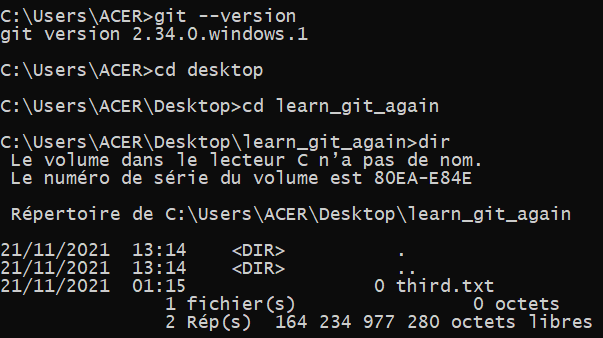 C:\Users\ACER>git --version
git version 2.34.0.windows.1
C:\Users\ACER>cd desktop
C:\Users\ACER\Desktop>cd learn_git_again
C:\Users\ACER\Desktop\learn_git_again>dir
 Le volume dans le lecteur C n’a pas de nom.
 Le numéro de série du volume est 80EA-E84E
 Répertoire de C:\Users\ACER\Desktop\learn_git_again
21/11/2021  13:14    <DIR>          .
21/11/2021  13:14    <DIR>          ..
21/11/2021  01:15                 0 third.txt
               1 fichier(s)                0 octets
               2 Rép(s)  164 234 977 280 octets libres